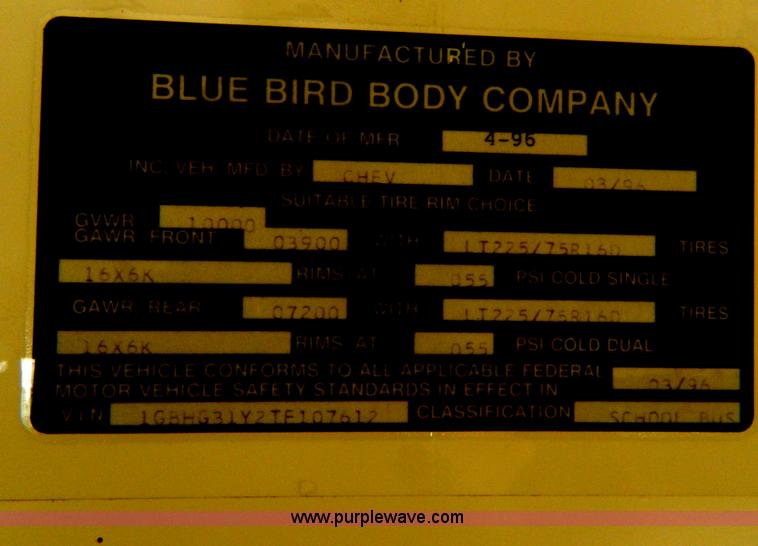 MANUFACTURED BY
BLUE BIRD BODY COMPANY
DATE OF MFR 4-96
INC. VEH. MFD. BY CHEV DATE 03/96
SUITABLE TIRE RIM CHOICE
GVWR 10000
GAWR FRONT 03900 WITH LT225/75R16D TIRES
16X6K RIMS AT 055 PSI COLD SINGLE
GAWR REAR 07200 WITH LT225/75R16D TIRES
16X6K RIMS AT 055 PSI COLD DUAL
THIS VEHICLE CONFORMS TO ALL APPLICABLE FEDERAL
MOTOR VEHICLE SAFETY STANDARDS IN EFFECT IN 03/96
VIN 1GBHG31Y2TF107612 CLASSIFICATION SCHOOL BUS
www.purplewave.com